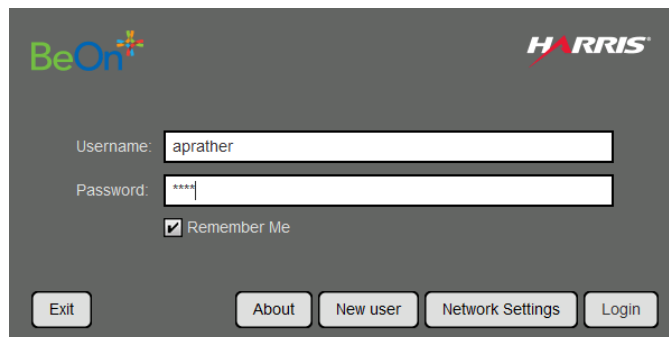 BeOn
HARRIS
Username: aprather
Password: ****
Remember Me
Exit About New user Network Settings Login